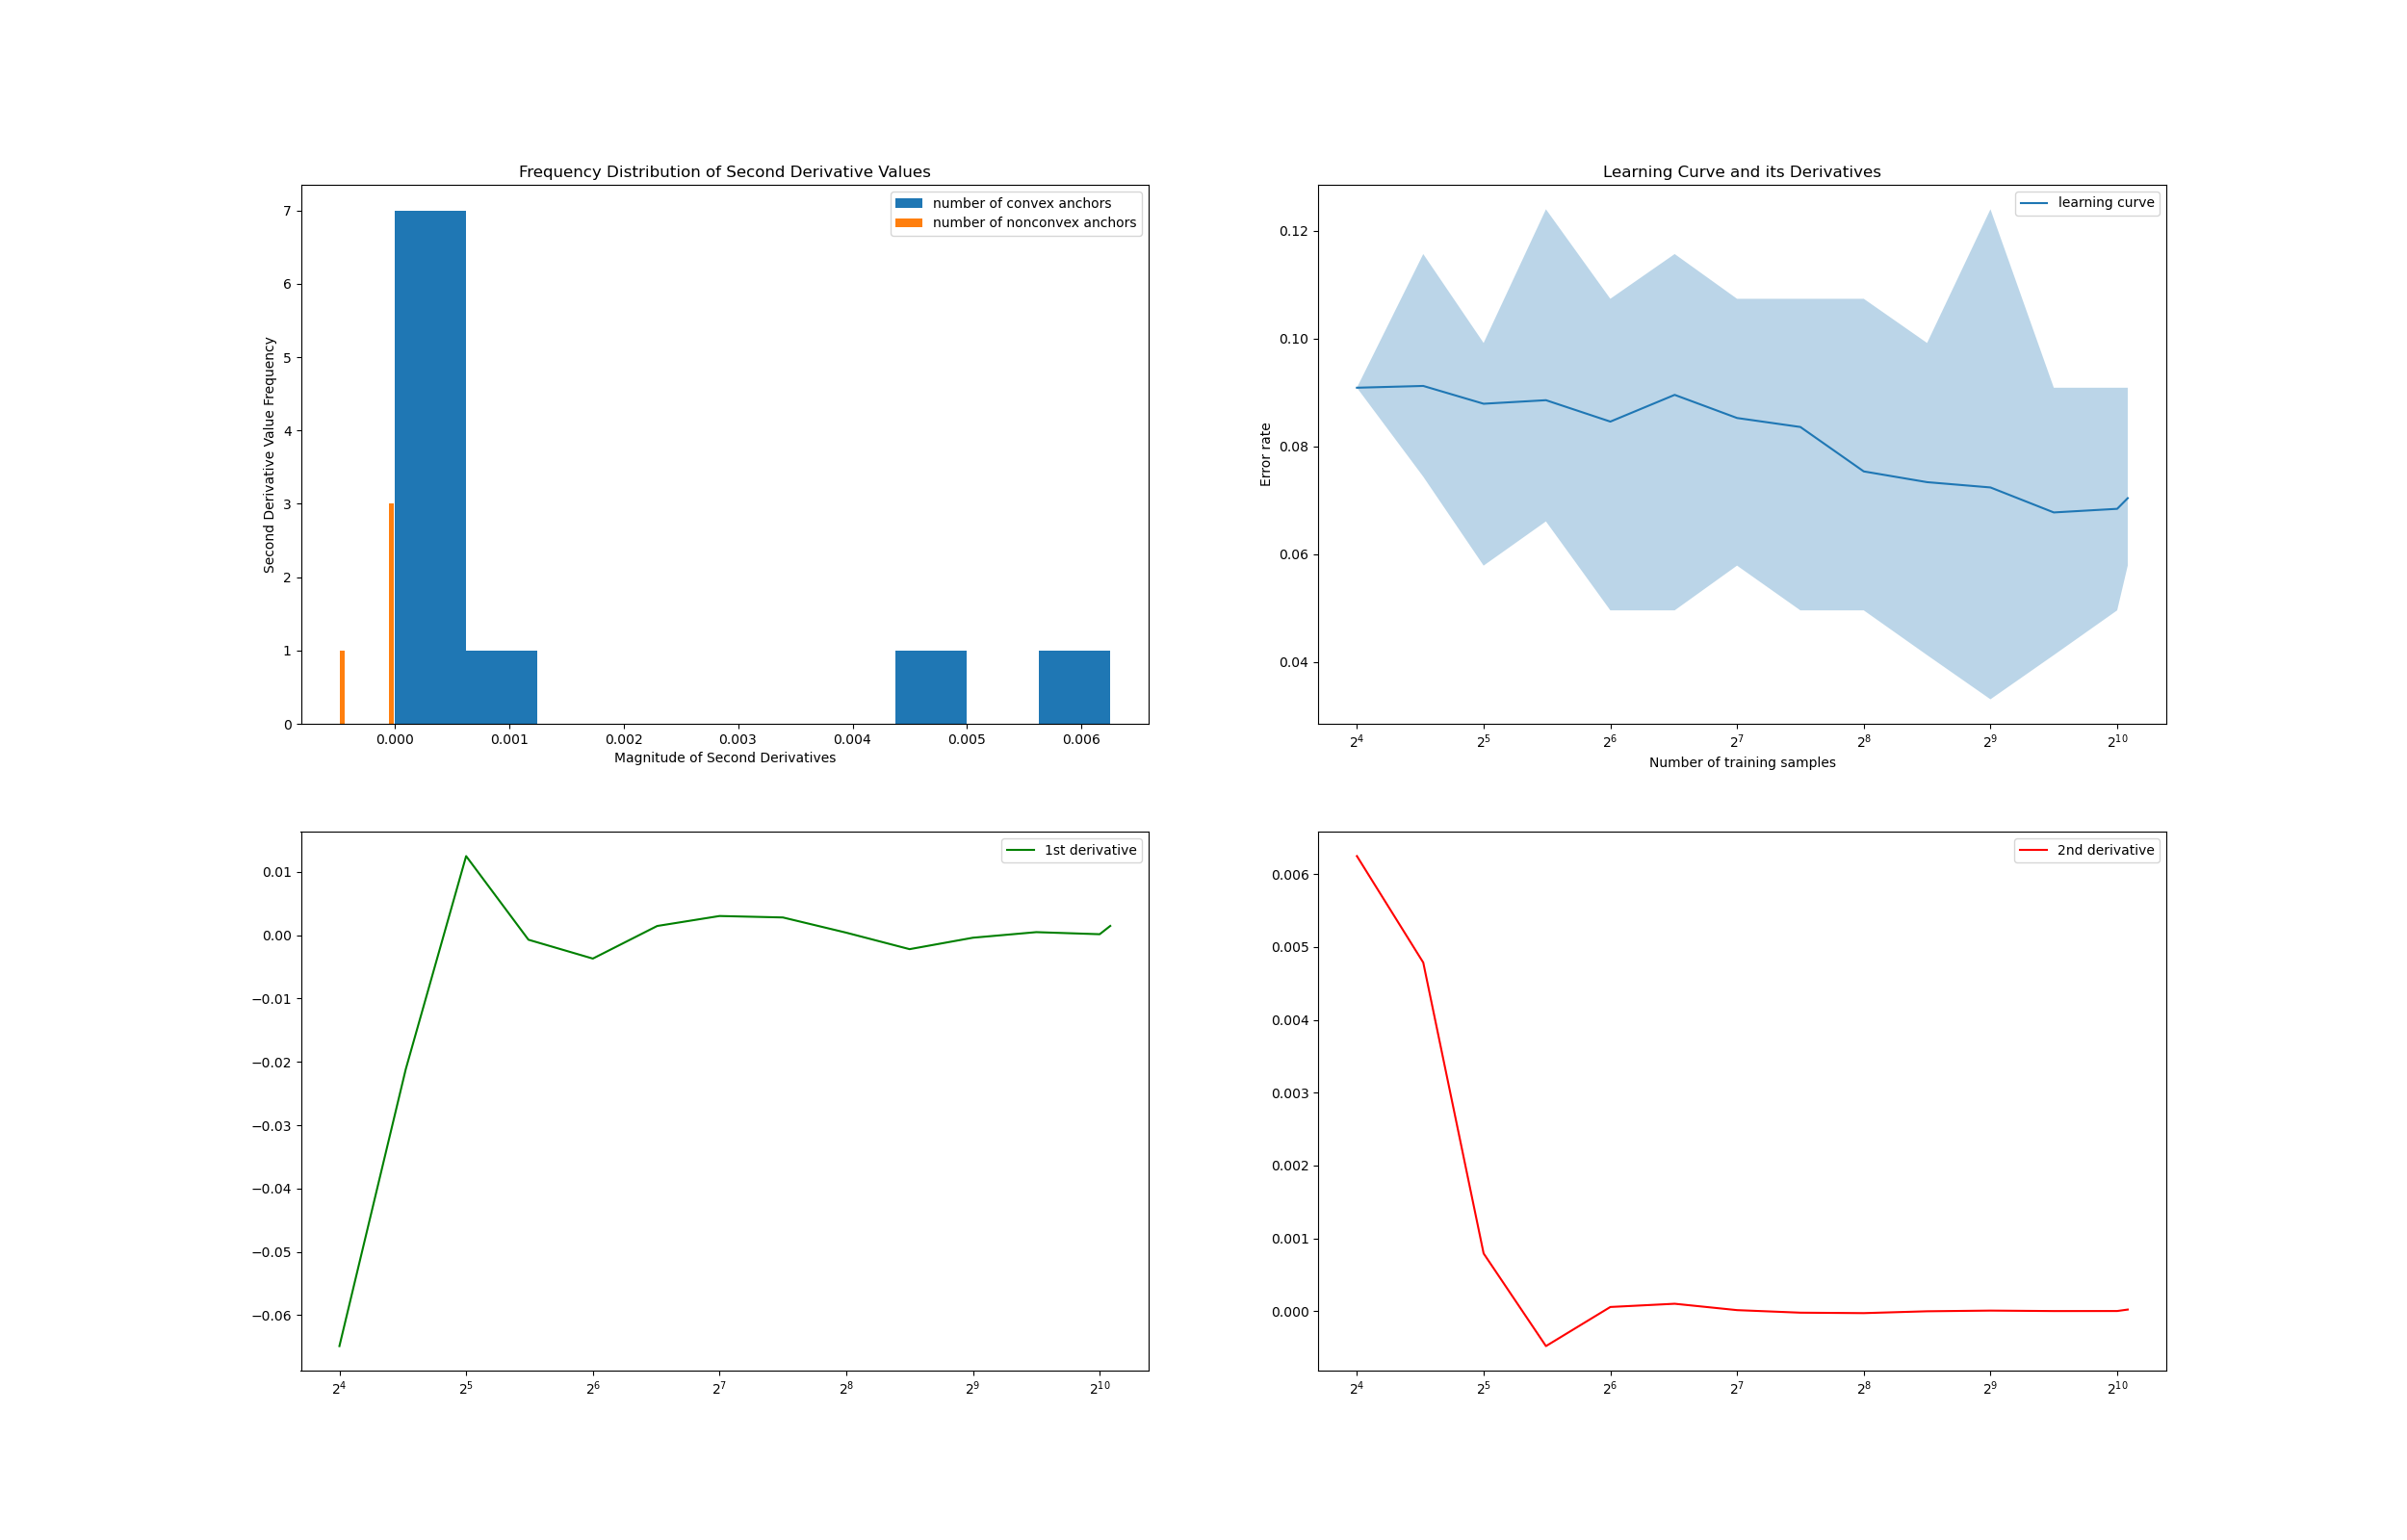 Frequency Distribution of Second Derivative Values
number of convex anchors
number of nonconvex anchors
Second Derivative Value Frequency
7
6
5
4
3
2
1
0
0.000 0.001 0.002 0.003 0.004 0.005 0.006
Magnitude of Second Derivatives
Learning Curve and its Derivatives
learning curve
Error rate
0.12
0.10
0.08
0.06
0.04
2⁴ 2⁵ 2⁶ 2⁷ 2⁸ 2⁹ 2¹⁰
Number of training samples
1st derivative
0.01
0.00
−0.01
−0.02
−0.03
−0.04
−0.05
−0.06
2⁴ 2⁵ 2⁶ 2⁷ 2⁸ 2⁹ 2¹⁰
2nd derivative
0.006
0.005
0.004
0.003
0.002
0.001
0.000
2⁴ 2⁵ 2⁶ 2⁷ 2⁸ 2⁹ 2¹⁰